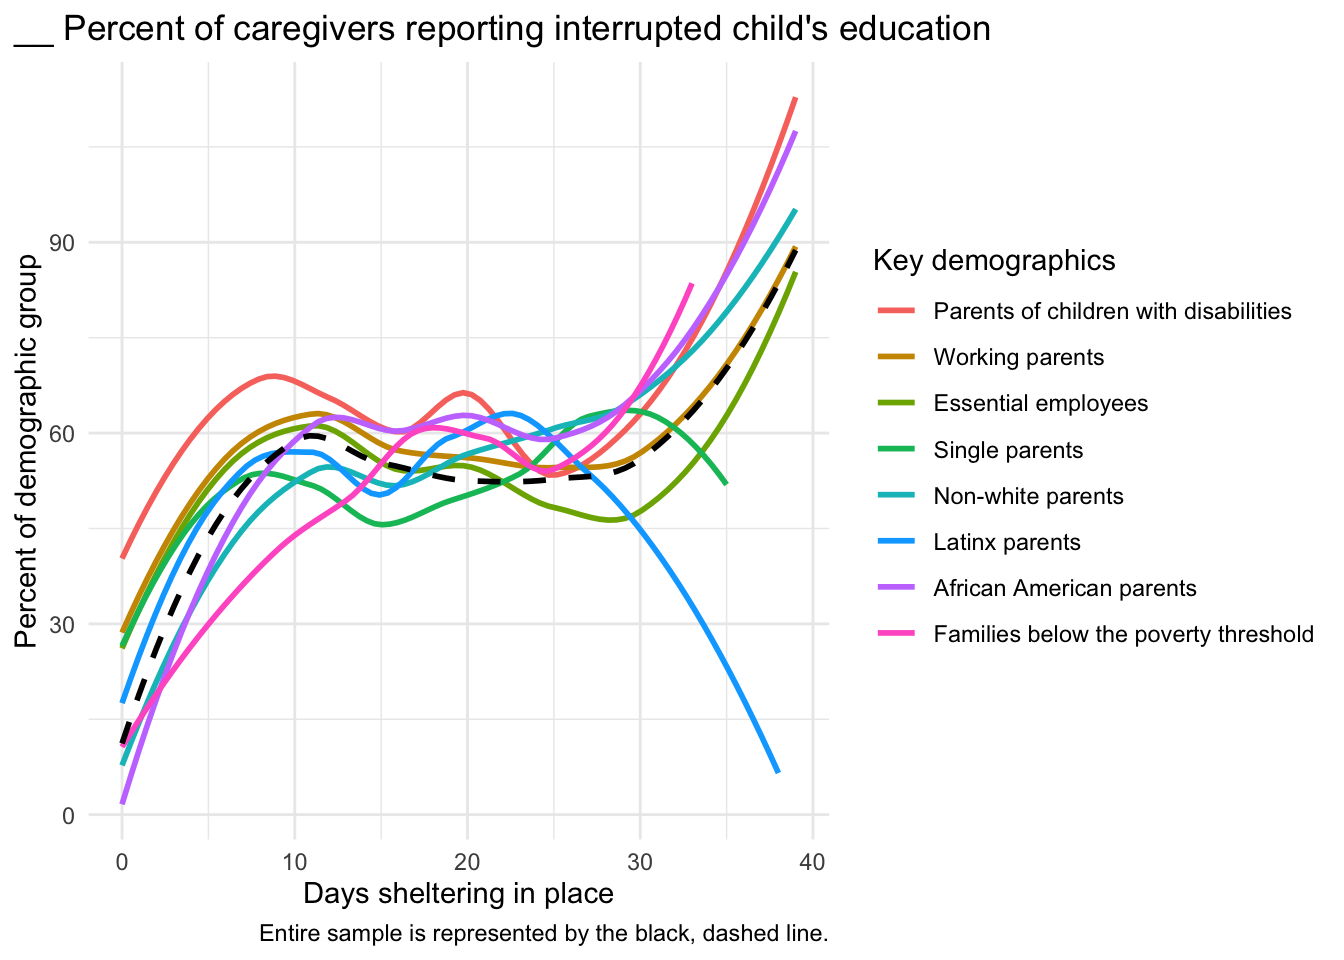 __ Percent of caregivers reporting interrupted child's education
Percent of demographic group
90
60
30
0
0 10 20 30 40
Days sheltering in place
Entire sample is represented by the black, dashed line.
Key demographics
Parents of children with disabilities
Working parents
Essential employees
Single parents
Non-white parents
Latinx parents
African American parents
Families below the poverty threshold